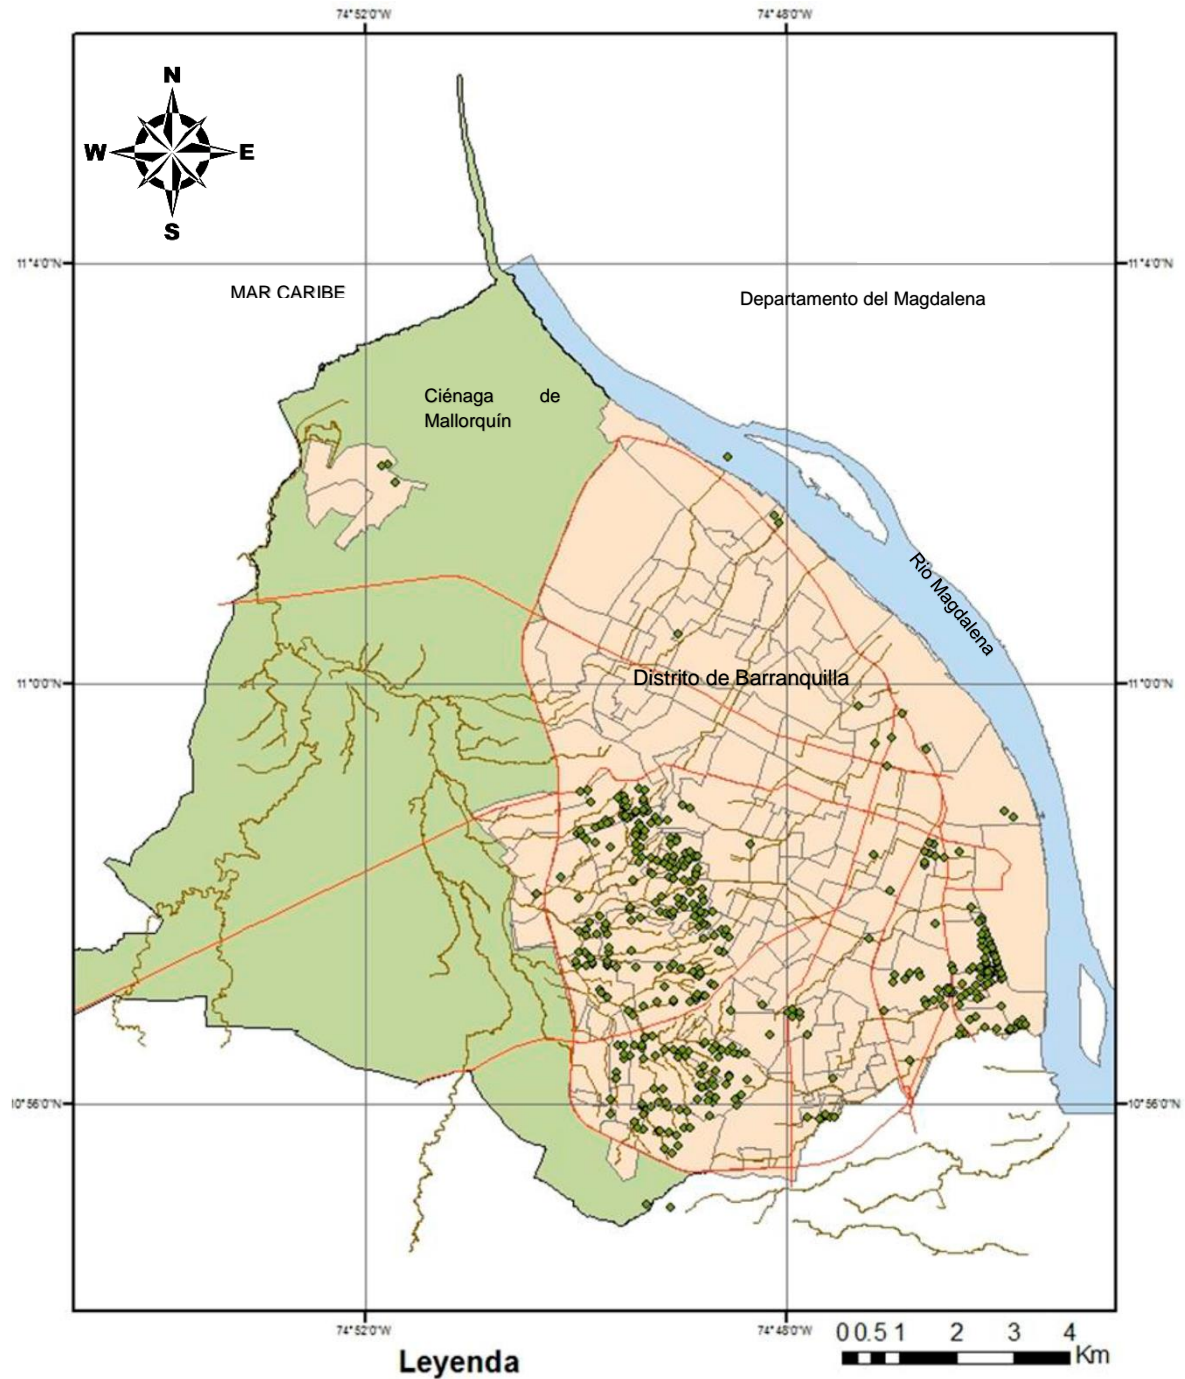 74°52'0"W 74°48'0"W
N
W E
S
11°4'0"N 11°4'0"N
MAR CARIBE
Departamento del Magdalena
Ciénaga de
Mallorquín
Rio Magdalena
11°0'0"N 11°0'0"N
Distrito de Barranquilla
10°56'0"N 10°56'0"N
74°52'0"W 74°48'0"W
0 0.5 1 2 3 4
Km
Leyenda